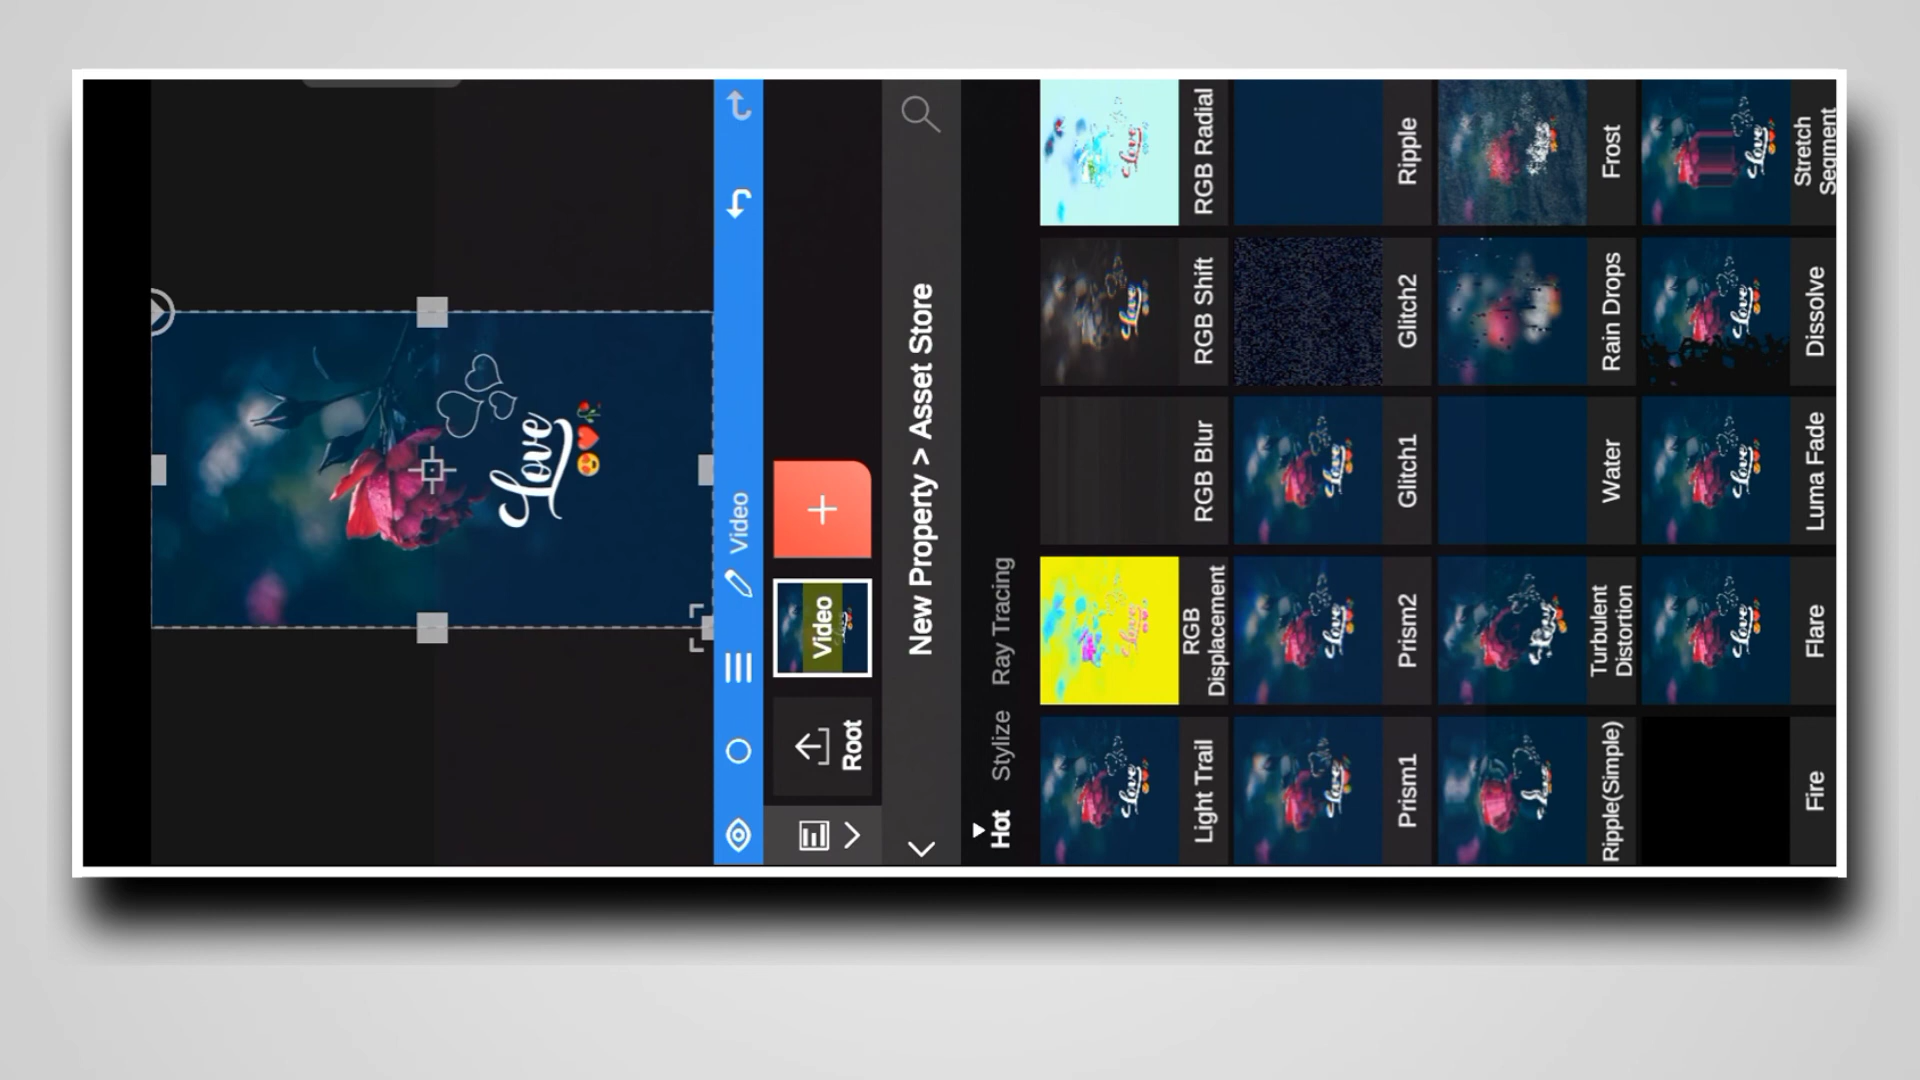 Love
😍❤️🥀
Video
Root
Video
New Property > Asset Store
Hot
Stylize
Ray Tracing
Light Trail
RGB
Displacement
RGB Blur
RGB Shift
RGB Radial
Prism1
Prism2
Glitch1
Glitch2
Ripple
Ripple(Simple)
Turbulent
Distortion
Water
Rain Drops
Frost
Fire
Flare
Luma Fade
Dissolve
Stretch
Segment